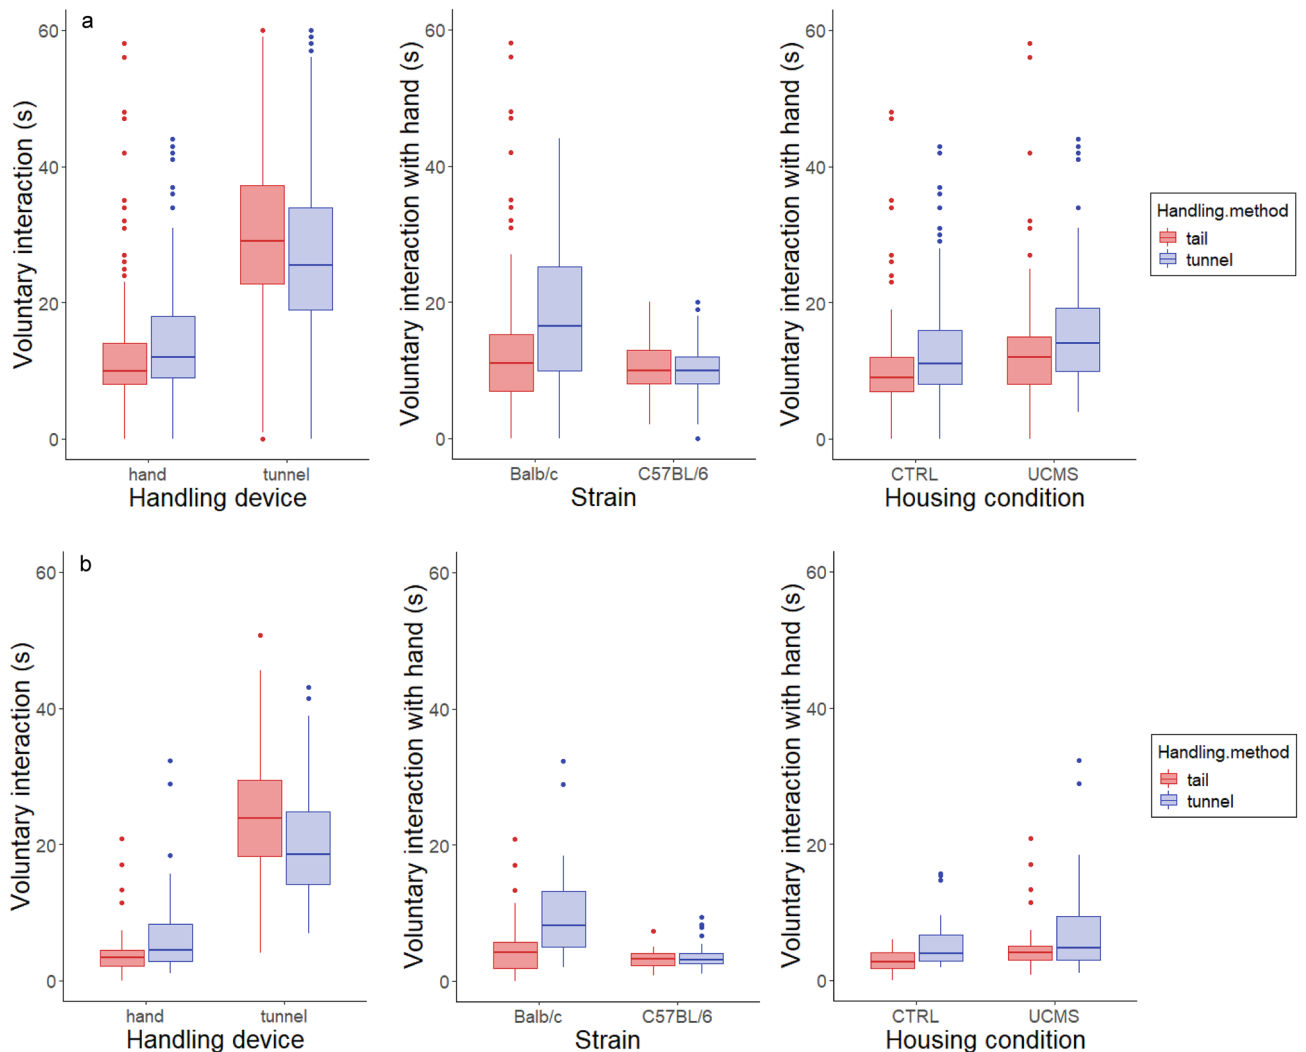 a
Voluntary interaction (s)
60
40
20
0
hand tunnel
Handling device
Voluntary interaction with hand (s)
60
40
20
0
Balb/c C57BL/6
Strain
Voluntary interaction with hand (s)
60
40
20
0
CTRL UCMS
Housing condition
Handling.method
tail
tunnel
b
Voluntary interaction (s)
60
40
20
0
hand tunnel
Handling device
Voluntary interaction with hand (s)
60
40
20
0
Balb/c C57BL/6
Strain
Voluntary interaction with hand (s)
60
40
20
0
CTRL UCMS
Housing condition
Handling.method
tail
tunnel